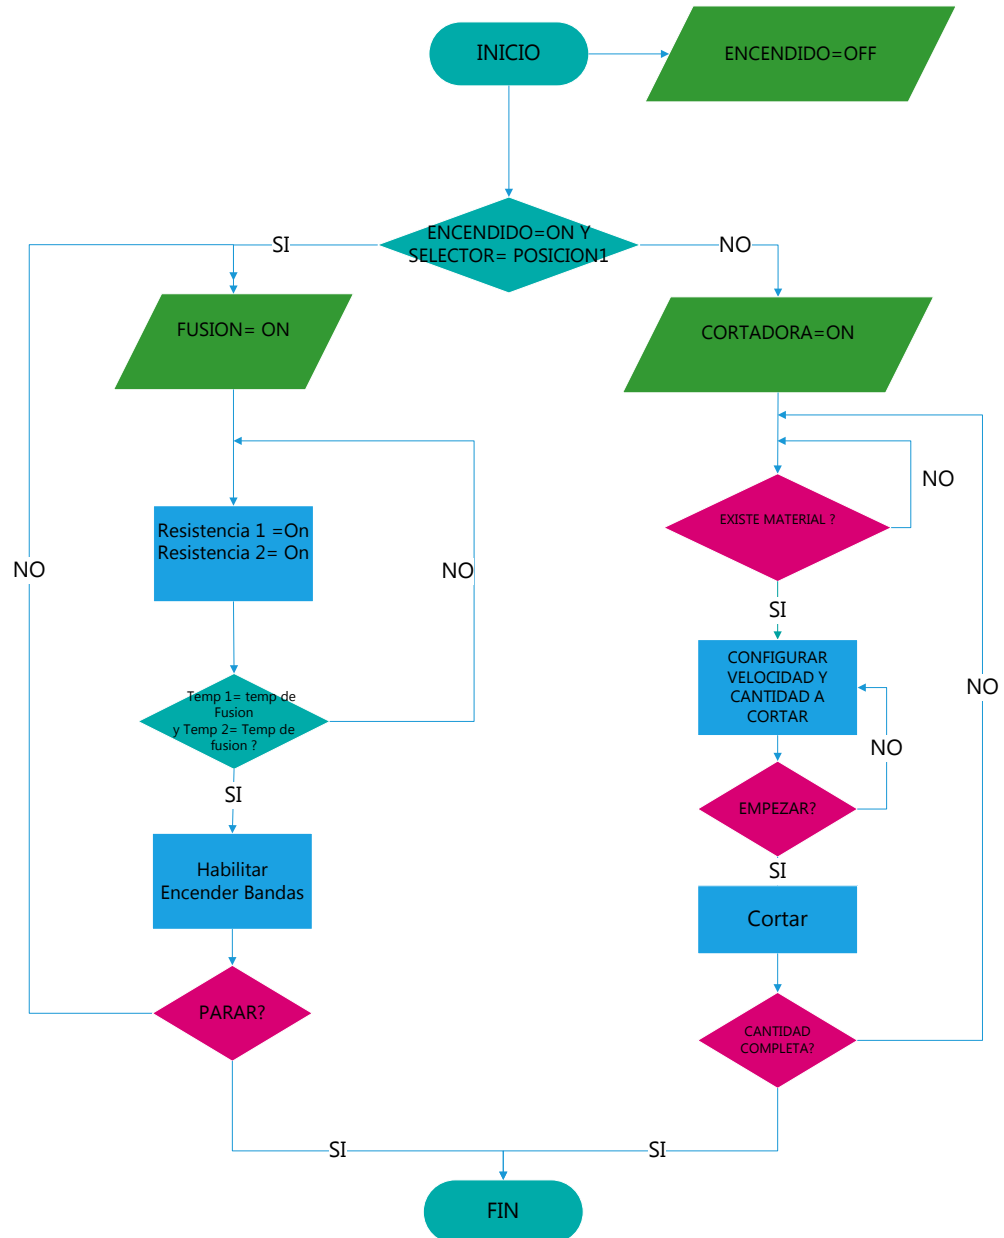 INICIO
ENCENDIDO=OFF
ENCENDIDO=ON Y
SELECTOR= POSICION1
SI
NO
FUSION= ON
CORTADORA=ON
NO
EXISTE MATERIAL ?
Resistencia 1 =On
Resistencia 2= On
NO
NO
SI
CONFIGURAR
VELOCIDAD Y
CANTIDAD A
CORTAR
NO
Temp 1= temp de
Fusion
y Temp 2= Temp de
fusion ?
NO
SI
EMPEZAR?
SI
Habilitar
Encender Bandas
Cortar
PARAR?
CANTIDAD
COMPLETA?
SI
SI
FIN